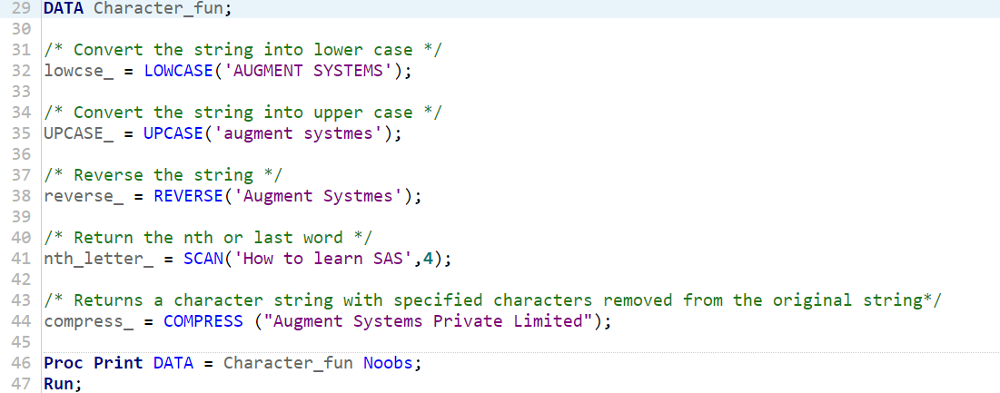 29 DATA Character_fun;
30
31 /* Convert the string into lower case */
32 lowcse_ = LOWCASE('AUGMENT SYSTEMS');
33
34 /* Convert the string into upper case */
35 UPCASE_ = UPCASE('augment systmes');
36
37 /* Reverse the string */
38 reverse_ = REVERSE('Augment Systmes');
39
40 /* Return the nth or last word */
41 nth_letter_ = SCAN('How to learn SAS',4);
42
43 /* Returns a character string with specified characters removed from the original string*/
44 compress_ = COMPRESS ("Augment Systems Private Limited");
45
46 Proc Print DATA = Character_fun Noobs;
47 Run;